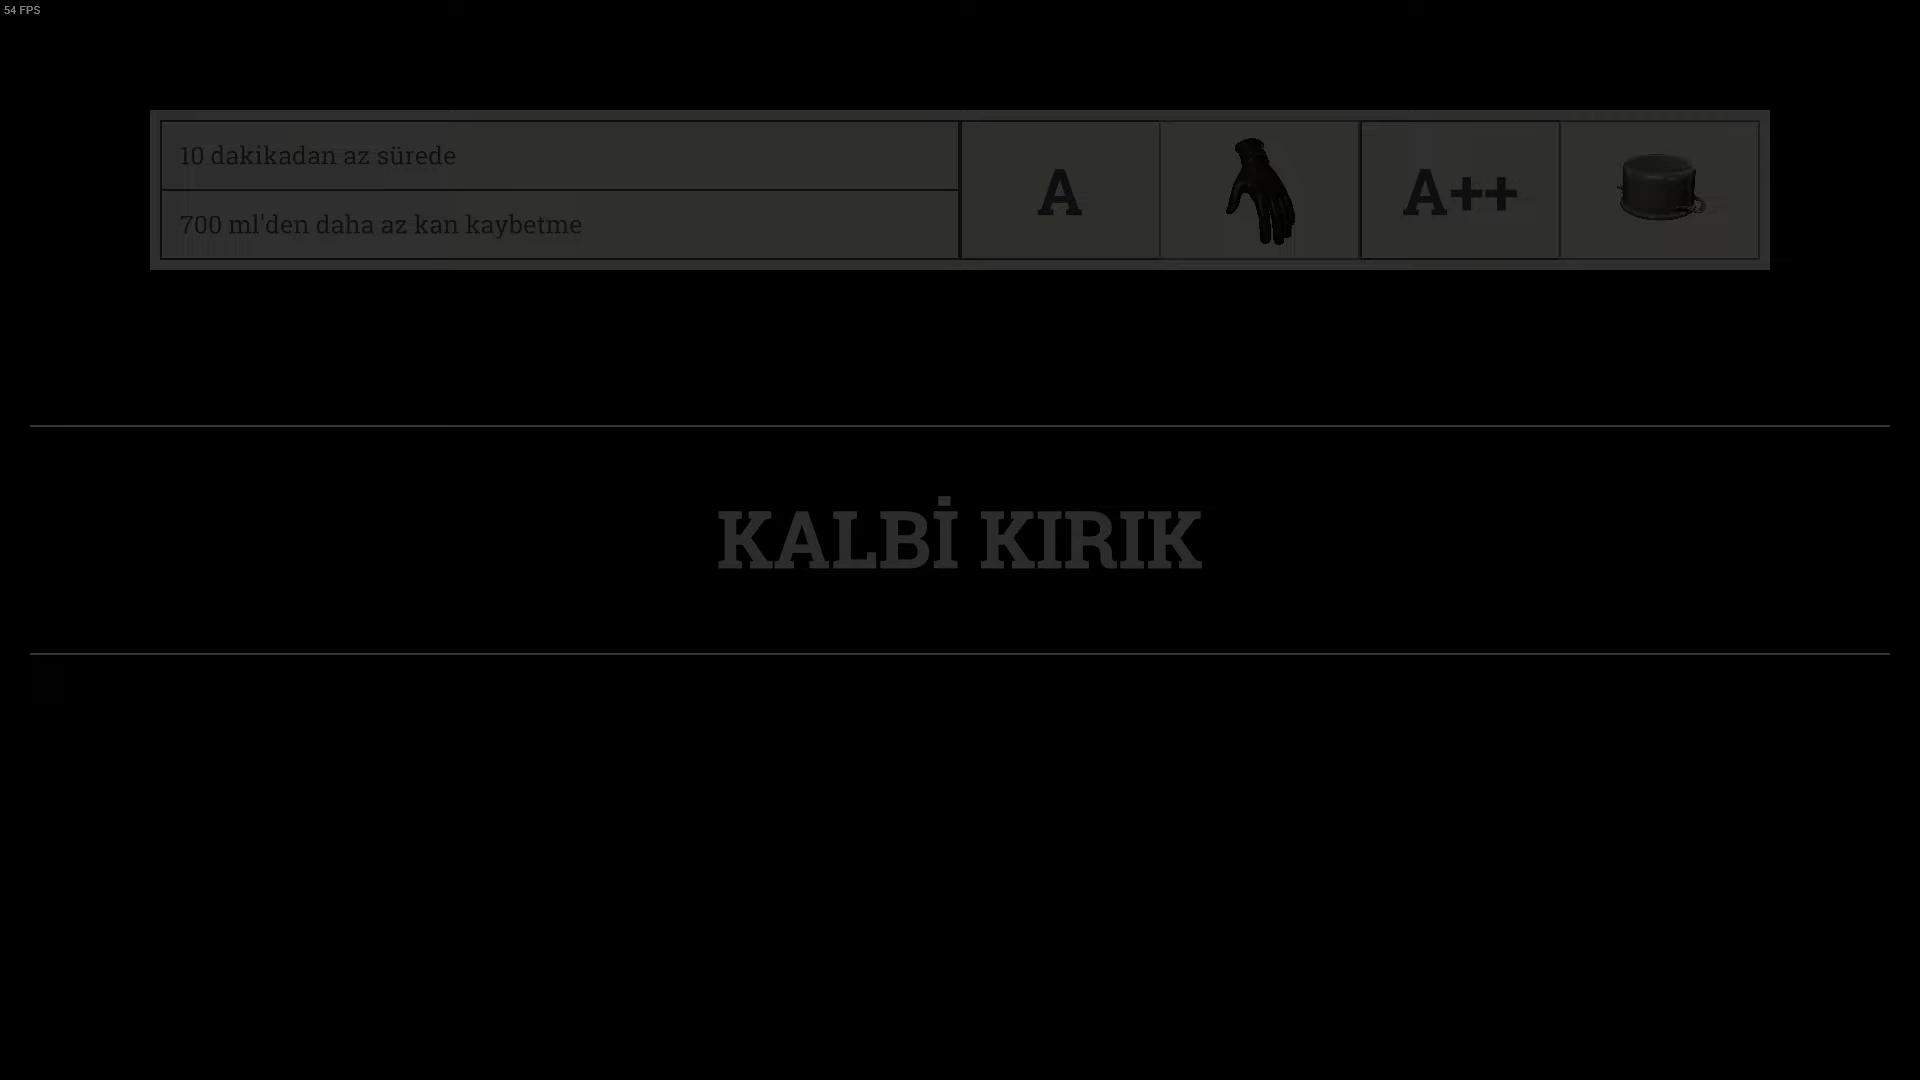 54 FPS
10 dakikadan az sürede
700 ml'den daha az kan kaybetme
A
A++
KALBİ KIRIK